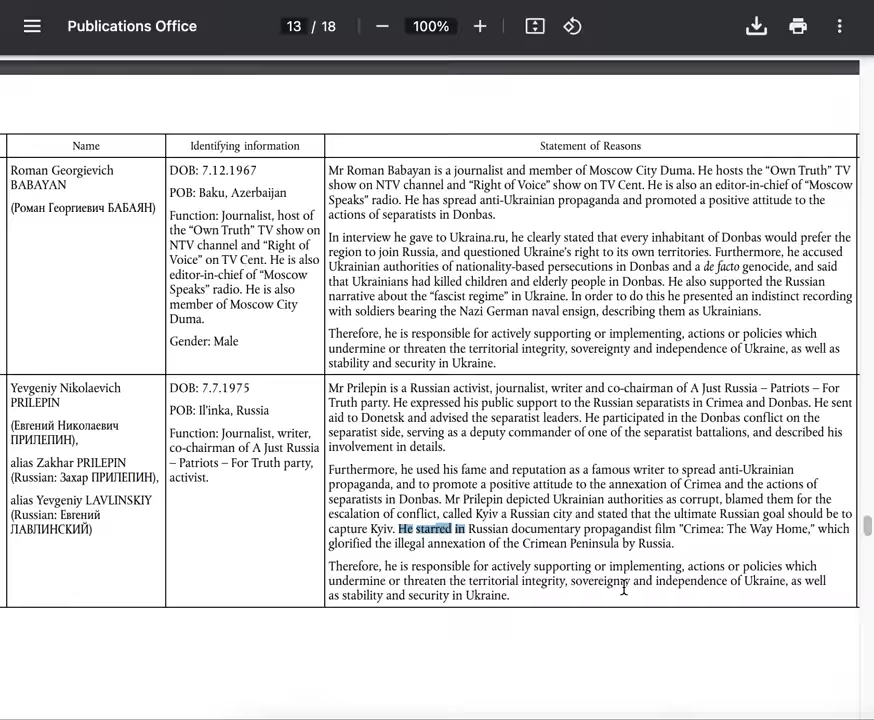 Publications Office
13 / 18
100%
Name
Identifying information
Statement of Reasons
Roman Georgievich
BABAYAN
(Роман Георгиевич БАБАЯН)
DOB: 7.12.1967
POB: Baku, Azerbaijan
Function: Journalist, host of
the “Own Truth” TV show on
NTV channel and “Right of
Voice” on TV Cent. He is also
editor-in-chief of “Moscow
Speaks” radio. He is also
member of Moscow City
Duma.
Gender: Male
Mr Roman Babayan is a journalist and member of Moscow City Duma. He hosts the “Own Truth” TV
show on NTV channel and “Right of Voice” show on TV Cent. He is also an editor-in-chief of “Moscow
Speaks” radio. He has spread anti-Ukrainian propaganda and promoted a positive attitude to the
actions of separatists in Donbas.
In interview he gave to Ukraina.ru, he clearly stated that every inhabitant of Donbas would prefer the
region to join Russia, and questioned Ukraine’s right to its own territories. Furthermore, he accused
Ukrainian authorities of nationality-based persecutions in Donbas and a de facto genocide, and said
that Ukrainians had killed children and elderly people in Donbas. He also supported the Russian
narrative about the “fascist regime” in Ukraine. In order to do this he presented an indistinct recording
with soldiers bearing the Nazi German naval ensign, describing them as Ukrainians.
Therefore, he is responsible for actively supporting or implementing, actions or policies which
undermine or threaten the territorial integrity, sovereignty and independence of Ukraine, as well as
stability and security in Ukraine.
Yevgeniy Nikolaevich
PRILEPIN
(Евгений Николаевич
ПРИЛЕПИН),
alias Zakhar PRILEPIN
(Russian: Захар ПРИЛЕПИН),
alias Yevgeniy LAVLINSKIY
(Russian: Евгений
ЛАВЛИНСКИЙ)
DOB: 7.7.1975
POB: Il’inka, Russia
Function: Journalist, writer,
co-chairman of A Just Russia
– Patriots – For Truth party,
activist.
Mr Prilepin is a Russian activist, journalist, writer and co-chairman of A Just Russia – Patriots – For
Truth party. He expressed his public support to the Russian separatists in Crimea and Donbas. He sent
aid to Donetsk and advised the separatist leaders. He participated in the Donbas conflict on the
separatist side, serving as a deputy commander of one of the separatist battalions, and described his
involvement in details.
Furthermore, he used his fame and reputation as a famous writer to spread anti-Ukrainian
propaganda, and to promote a positive attitude to the annexation of Crimea and the actions of
separatists in Donbas. Mr Prilepin depicted Ukrainian authorities as corrupt, blamed them for the
escalation of conflict, called Kyiv a Russian city and stated that the ultimate Russian goal should be to
capture Kyiv. He starred in Russian documentary propagandist film "Crimea: The Way Home," which
glorified the illegal annexation of the Crimean Peninsula by Russia.
Therefore, he is responsible for actively supporting or implementing, actions or policies which
undermine or threaten the territorial integrity, sovereignty and independence of Ukraine, as well
as stability and security in Ukraine.